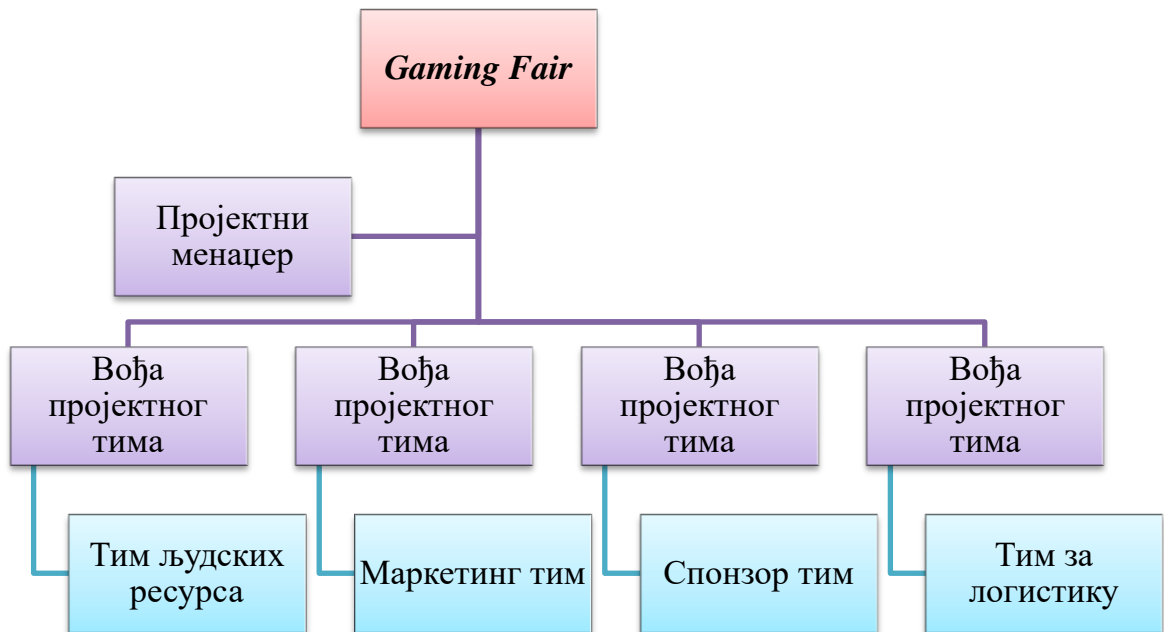 Gaming Fair
Пројектни
менаџер
Вођа
пројектног
тима
Вођа
пројектног
тима
Вођа
пројектног
тима
Вођа
пројектног
тима
Тим људских
ресурса
Маркетинг тим
Спонзор тим
Тим за
логистику